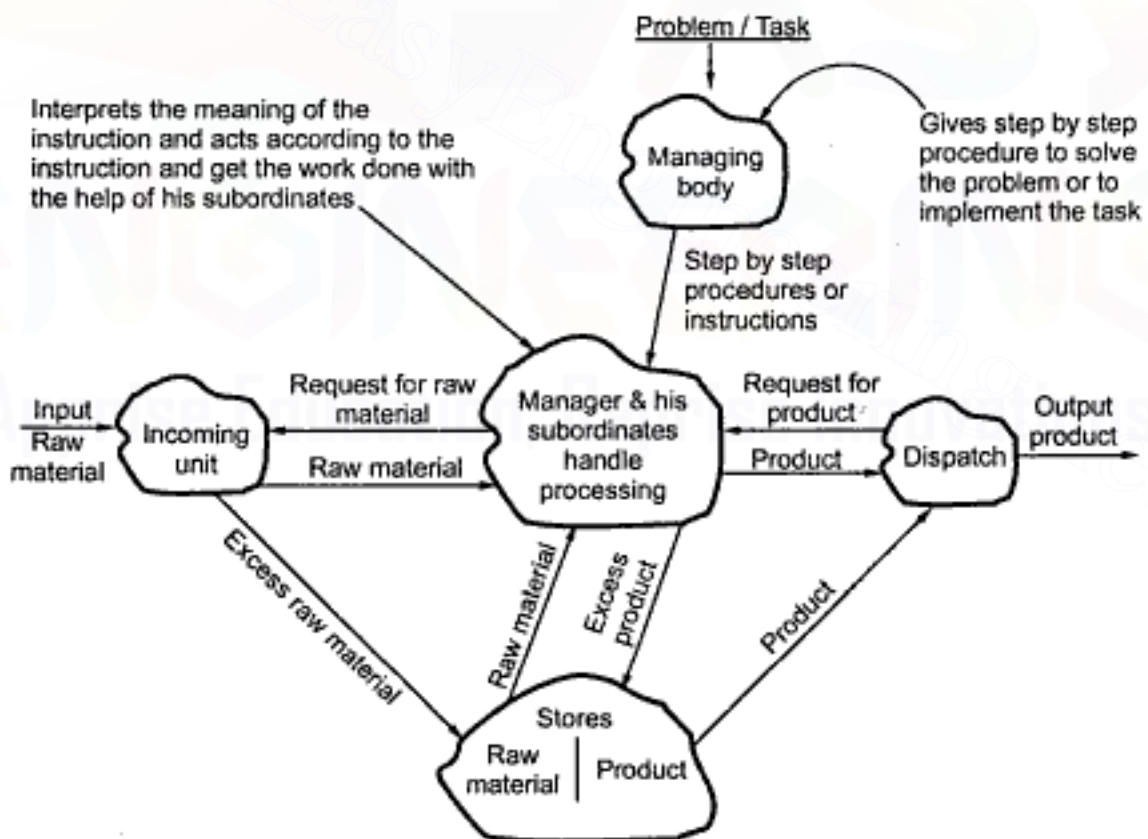 Problem / Task
Interprets the meaning of the
instruction and acts according to the
instruction and get the work done with
the help of his subordinates
Managing
body
Gives step by step
procedure to solve
the problem or to
implement the task
Step by step
procedures or
instructions
Input
Raw
material
Incoming
unit
Request for raw
material
Raw material
Manager & his
subordinates
handle
processing
Request for
product
Product
Dispatch
Output
product
Excess raw material
Raw material
Excess
product
Product
Stores
Raw
material
Product